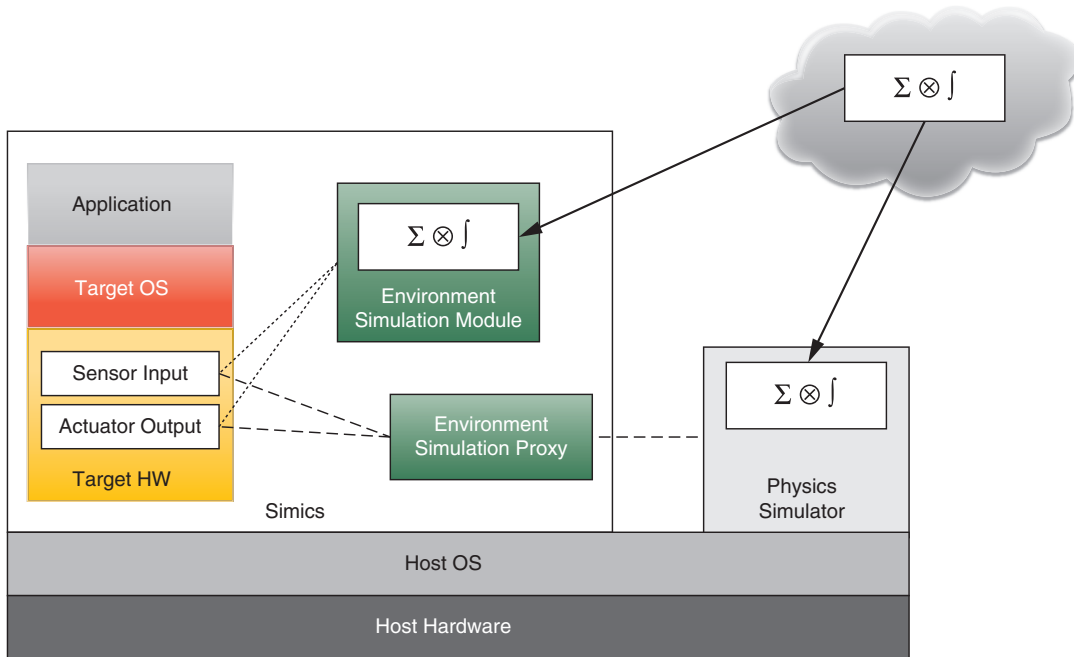 Σ ⊗ ∫
Application
Target OS
Sensor Input
Actuator Output
Target HW
Σ ⊗ ∫
Environment
Simulation Module
Environment
Simulation Proxy
Simics
Σ ⊗ ∫
Physics
Simulator
Host OS
Host Hardware